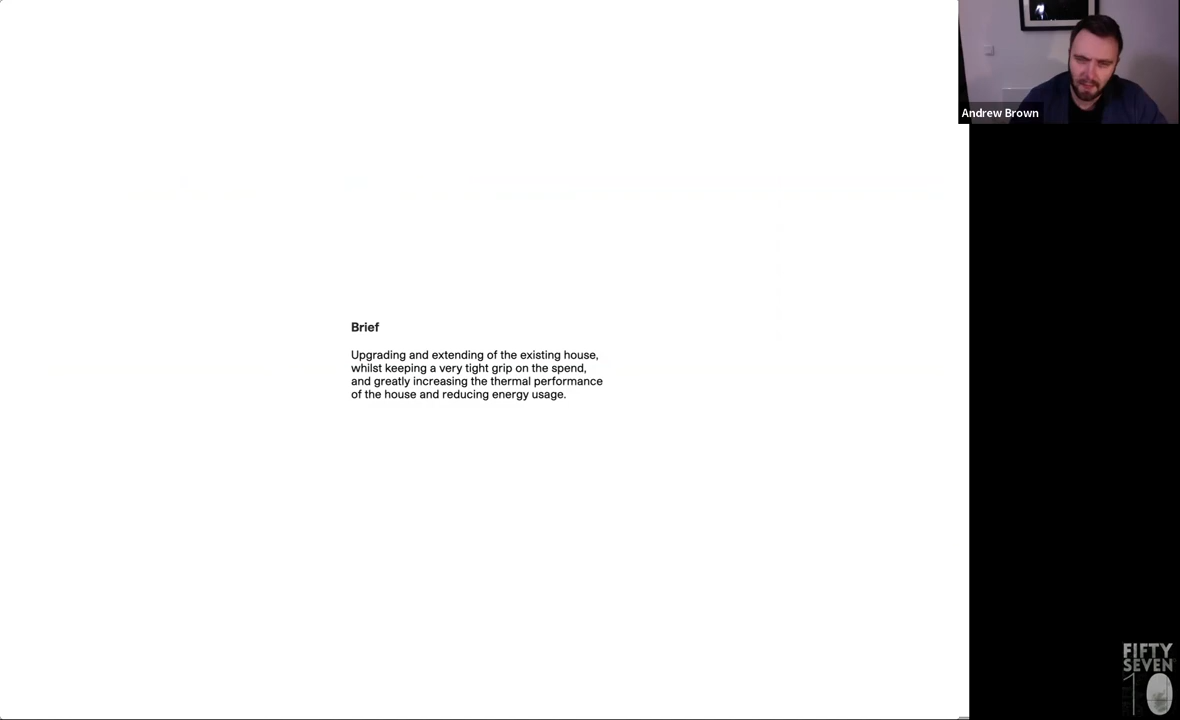 Andrew Brown
Brief
Upgrading and extending of the existing house,
whilst keeping a very tight grip on the spend,
and greatly increasing the thermal performance
of the house and reducing energy usage.
FIFTY
SEVEN
10